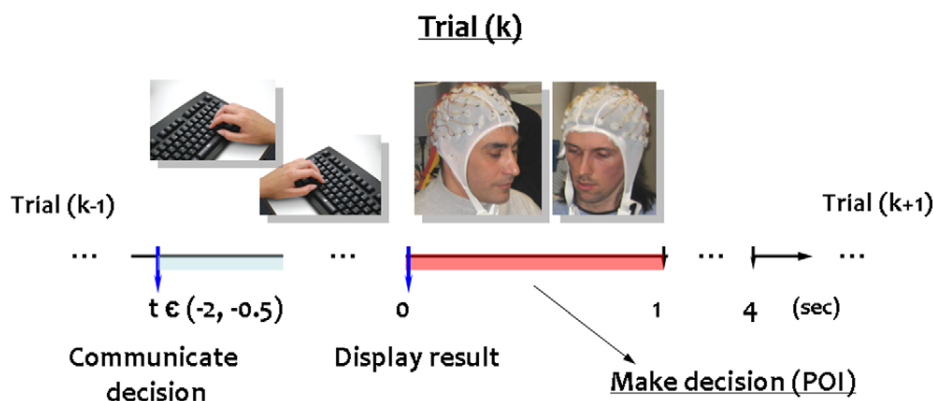 Trial (k)
Trial (k-1)
Trial (k+1)
... ... ... ...
t € (-2, -0.5) 0 1 4 (sec)
Communicate
decision
Display result
Make decision (POI)